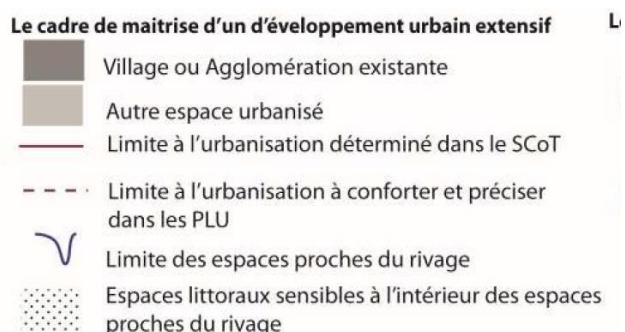 Le cadre de maitrise d'un d'éveloppement urbain extensif
Village ou Agglomération existante
Autre espace urbanisé
Limite à l'urbanisation déterminé dans le SCoT
Limite à l'urbanisation à conforter et préciser
dans les PLU
Limite des espaces proches du rivage
Espaces littoraux sensibles à l'intérieur des espaces
proches du rivage